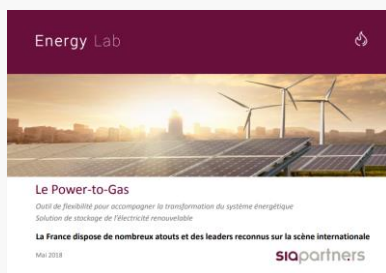 Energy Lab
Le Power-to-Gas
Outil de flexibilité pour accompagner la transformation du système énergétique
Solution de stockage de l'électricité renouvelable
La France dispose de nombreux atouts et des leaders reconnus sur la scène internationale
Mai 2018
siapartners